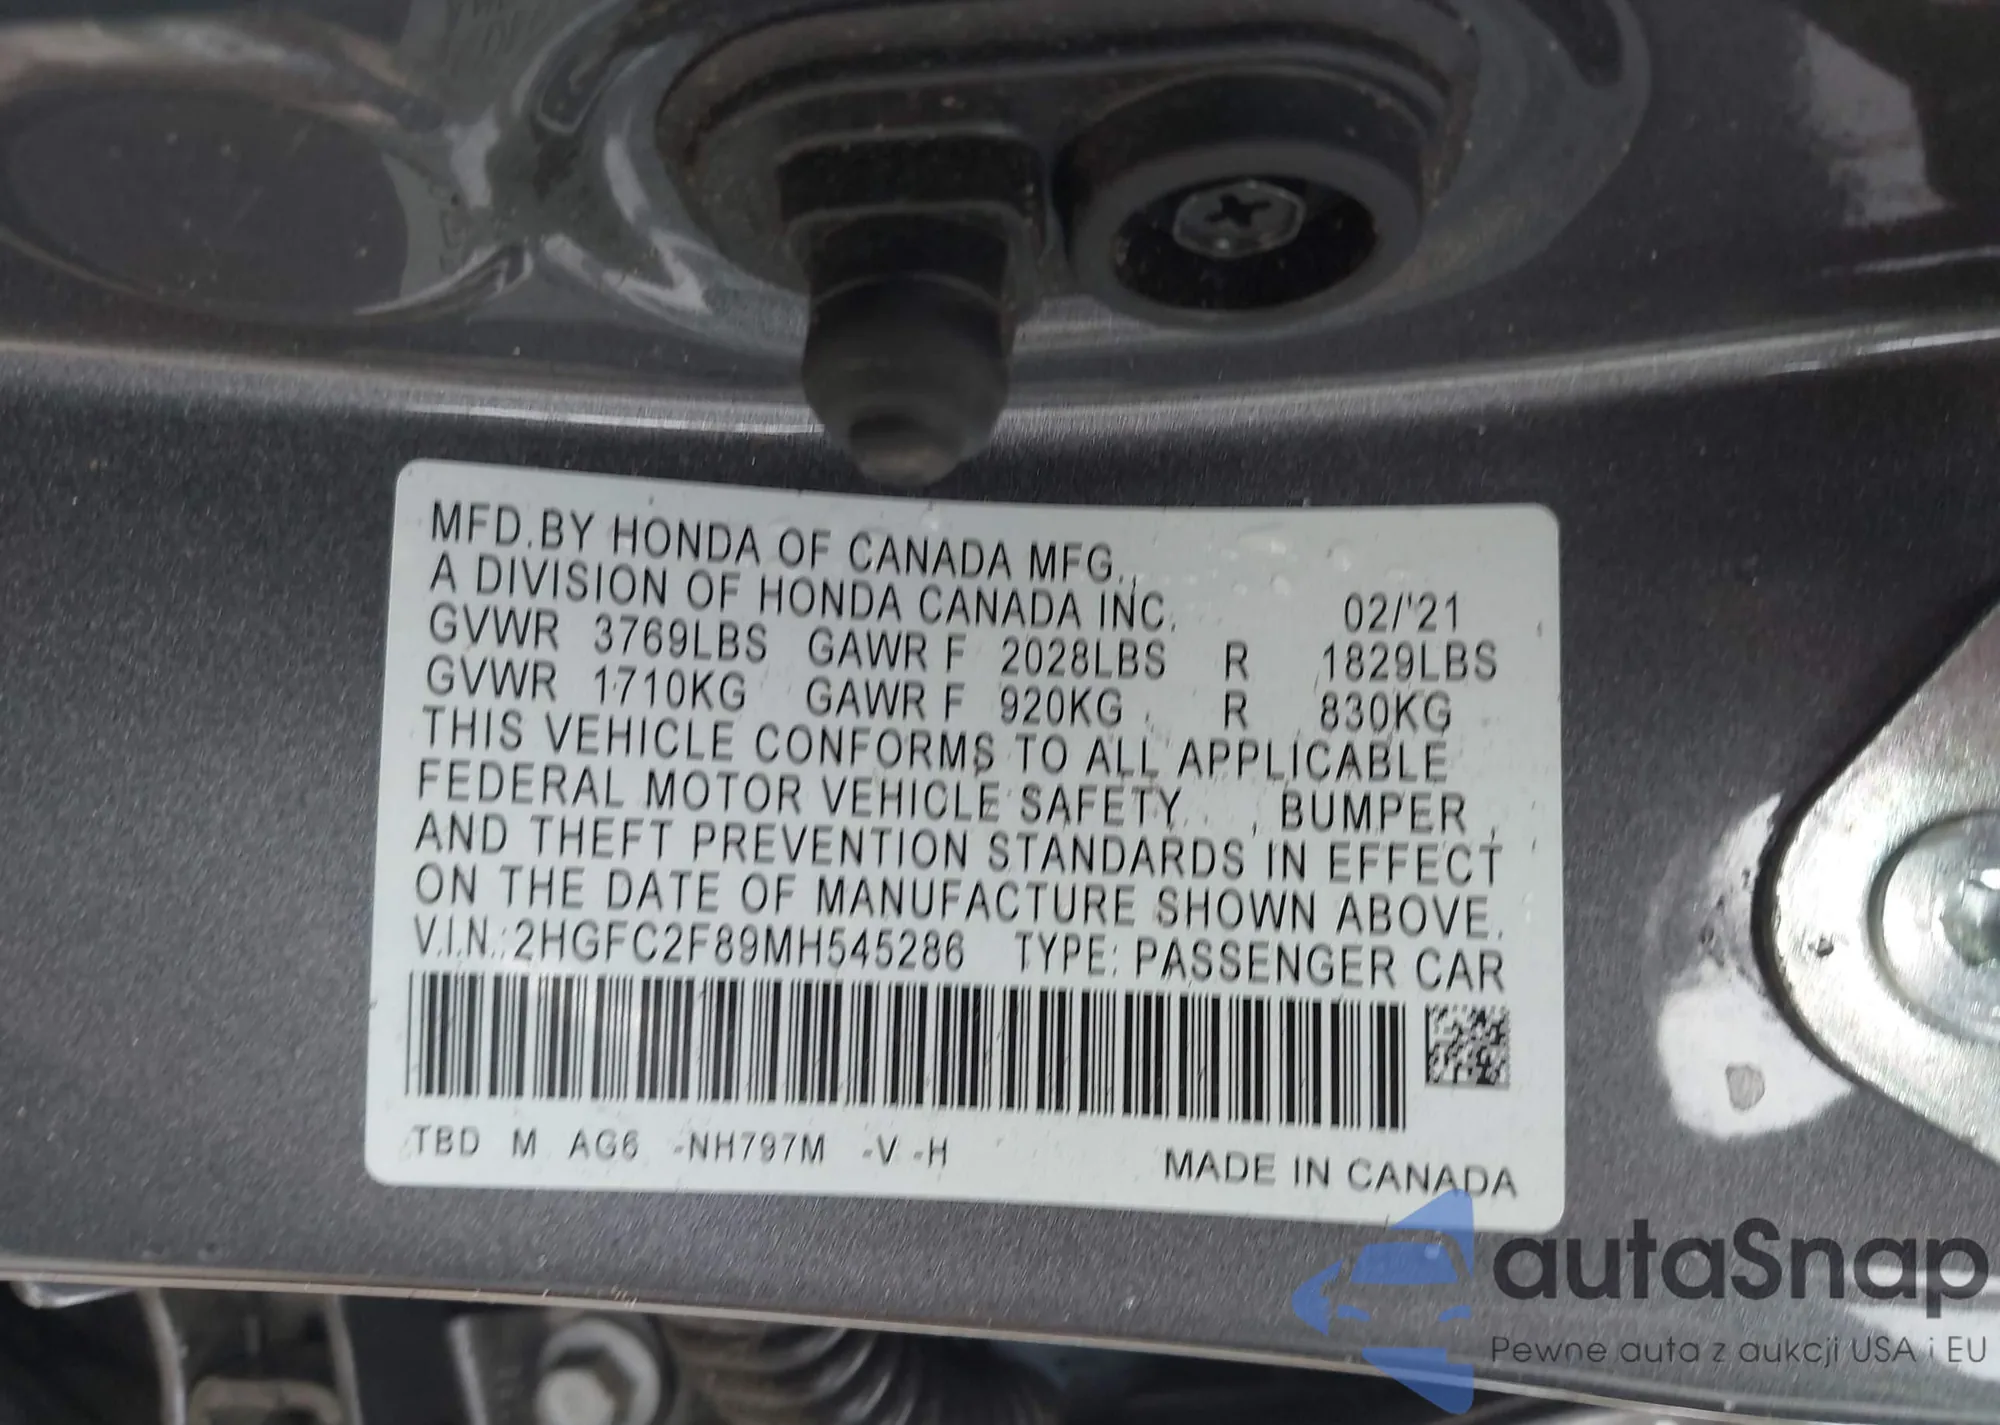 MFD.BY HONDA OF CANADA MFG.,
A DIVISION OF HONDA CANADA INC. 02/'21
GVWR 3769LBS GAWR F 2028LBS R 1829LBS
GVWR 1710KG GAWR F 920KG R 830KG
THIS VEHICLE CONFORMS TO ALL APPLICABLE
FEDERAL MOTOR VEHICLE SAFETY , BUMPER ,
AND THEFT PREVENTION STANDARDS IN EFFECT
ON THE DATE OF MANUFACTURE SHOWN ABOVE.
V.I.N.:2HGFC2F89MH545286 TYPE: PASSENGER CAR
TBD M AG6 -NH797M -V -H MADE IN CANADA
autaSnap
Pewne auta z aukcji USA i EU